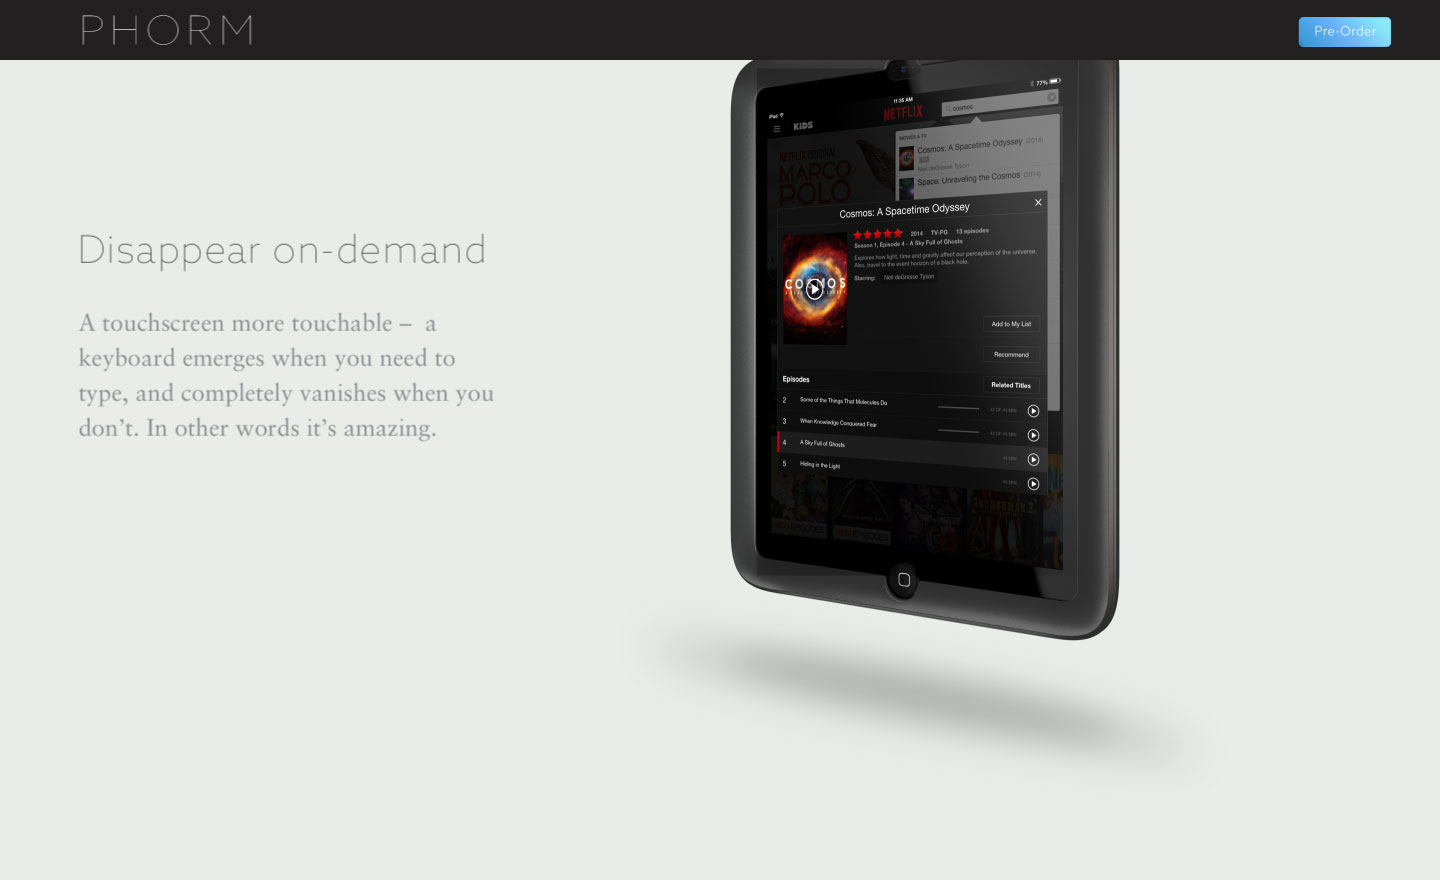 PHORM
Pre-Order
Disappear on-demand
A touchscreen more touchable – a
keyboard emerges when you need to
type, and completely vanishes when you
don’t. In other words it’s amazing.
iPad
11:35 AM
77%
KIDS
NETFLIX
cosmos
MOVIES & TV
Cosmos: A Spacetime Odyssey (2014)
Neil deGrasse Tyson
Space: Unraveling the Cosmos (2014)
NETFLIX ORIGINAL
MARCO
POLO
Cosmos: A Spacetime Odyssey
2014 TV-PG 13 episodes
Season 1, Episode 4 - A Sky Full of Ghosts
Explores how light, time and gravity affect our perception of the universe.
Also, travel to the event horizon of a black hole.
Starring: Neil deGrasse Tyson
COSMOS
Add to My List
Recommend
Episodes
Related Titles
2 Some of the Things That Molecules Do
3 When Knowledge Conquered Fear
4 A Sky Full of Ghosts
5 Hiding in the Light
ANCHORMAN 2
EPISODES
EPISODES